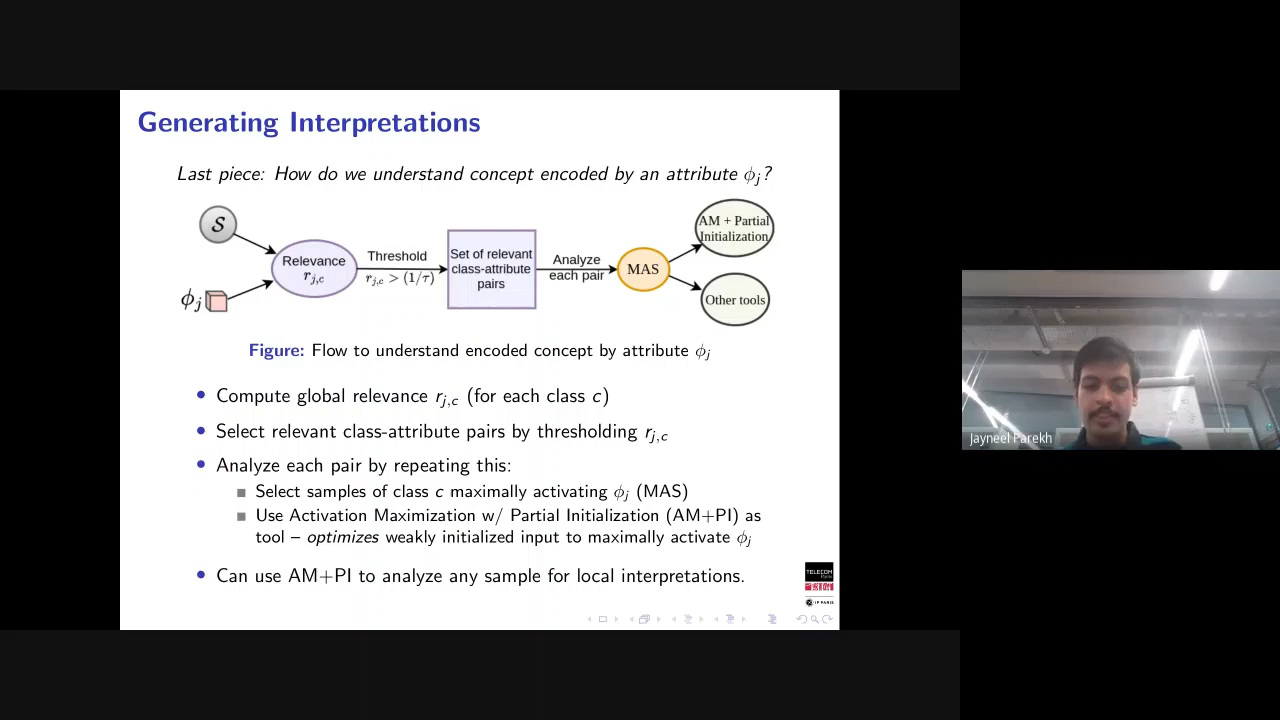 Generating Interpretations
Last piece: How do we understand concept encoded by an attribute ϕj?
S
ϕj
Relevance
rj,c
Threshold
rj,c > (1/τ)
Set of relevant
class-attribute
pairs
Analyze
each pair
MAS
AM + Partial
Initialization
Other tools
Figure: Flow to understand encoded concept by attribute ϕj
• Compute global relevance rj,c (for each class c)
• Select relevant class-attribute pairs by thresholding rj,c
• Analyze each pair by repeating this:
Select samples of class c maximally activating ϕj (MAS)
Use Activation Maximization w/ Partial Initialization (AM+PI) as
tool – optimizes weakly initialized input to maximally activate ϕj
• Can use AM+PI to analyze any sample for local interpretations.
TELECOM
Paris
IP PARIS
Jayneel Parekh